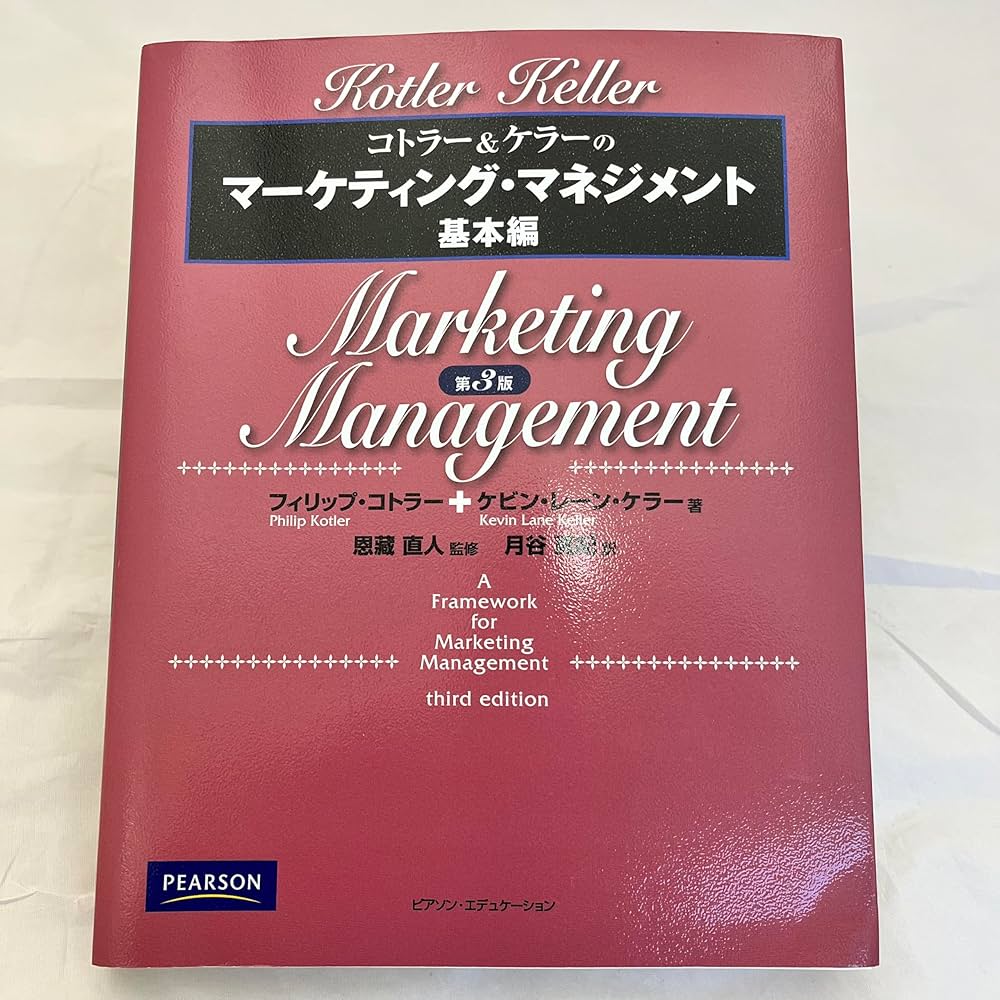 Kotler Keller
コトラー&ケラーの
マーケティング・マネジメント
基本編
Marketing
第3版
Management
フィリップ・コトラー+ケビン・レーン・ケラー 著
Philip Kotler Kevin Lane Keller
恩藏 直人 監修 月谷 訳
A
Framework
for
Marketing
Management
third edition
PEARSON
ピアソン・エデュケーション